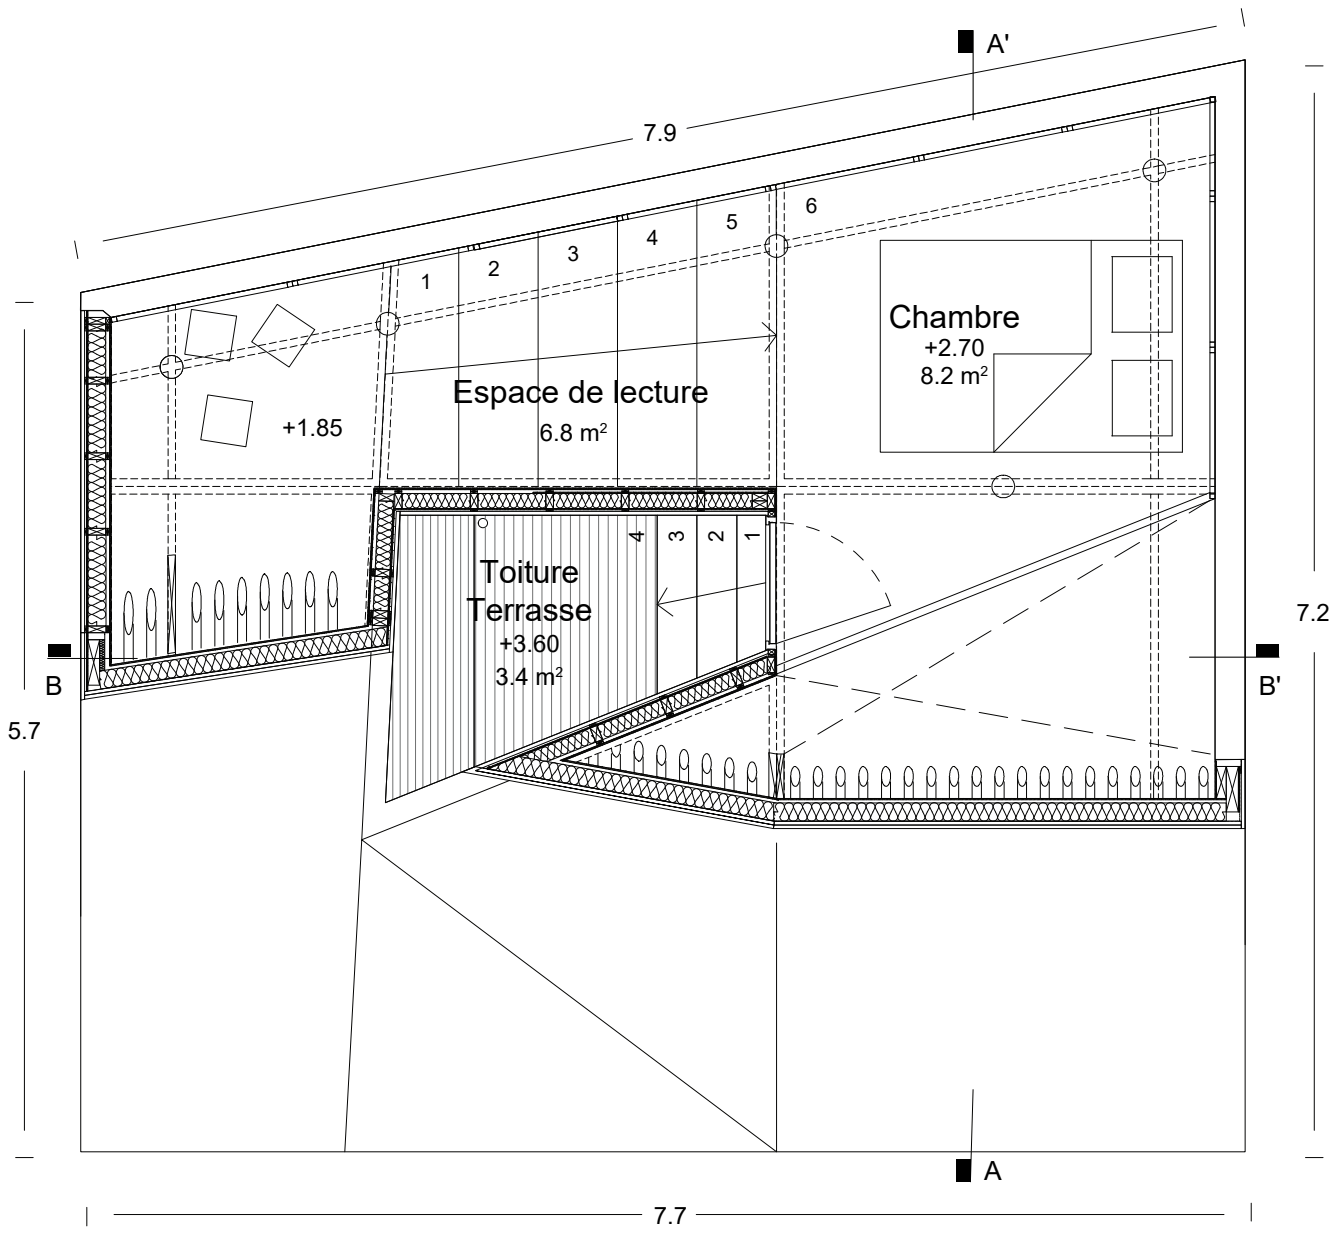 A'
7.9
6
5
4
3
2
1
Chambre
+2.70
8.2 m²
Espace de lecture
6.8 m²
+1.85
4
3
2
1
Toiture
Terrasse
+3.60
3.4 m²
7.2
B
B'
5.7
A
7.7